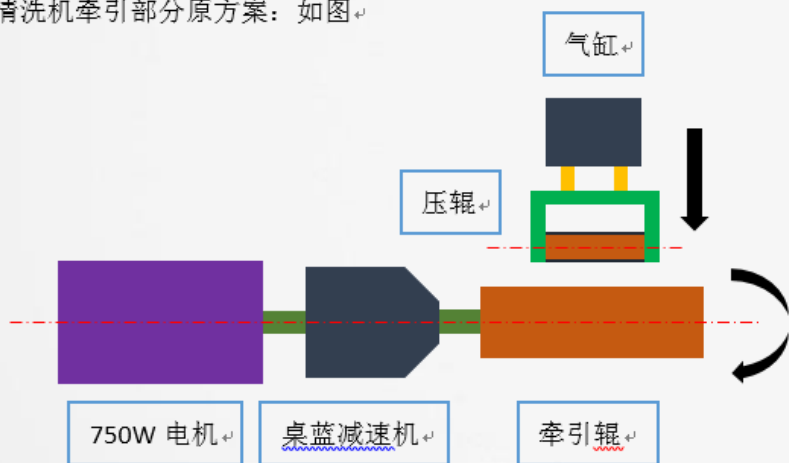 清洗机牵引部分原方案：如图
气缸
压辊
750W 电机
桌蓝减速机
牵引辊